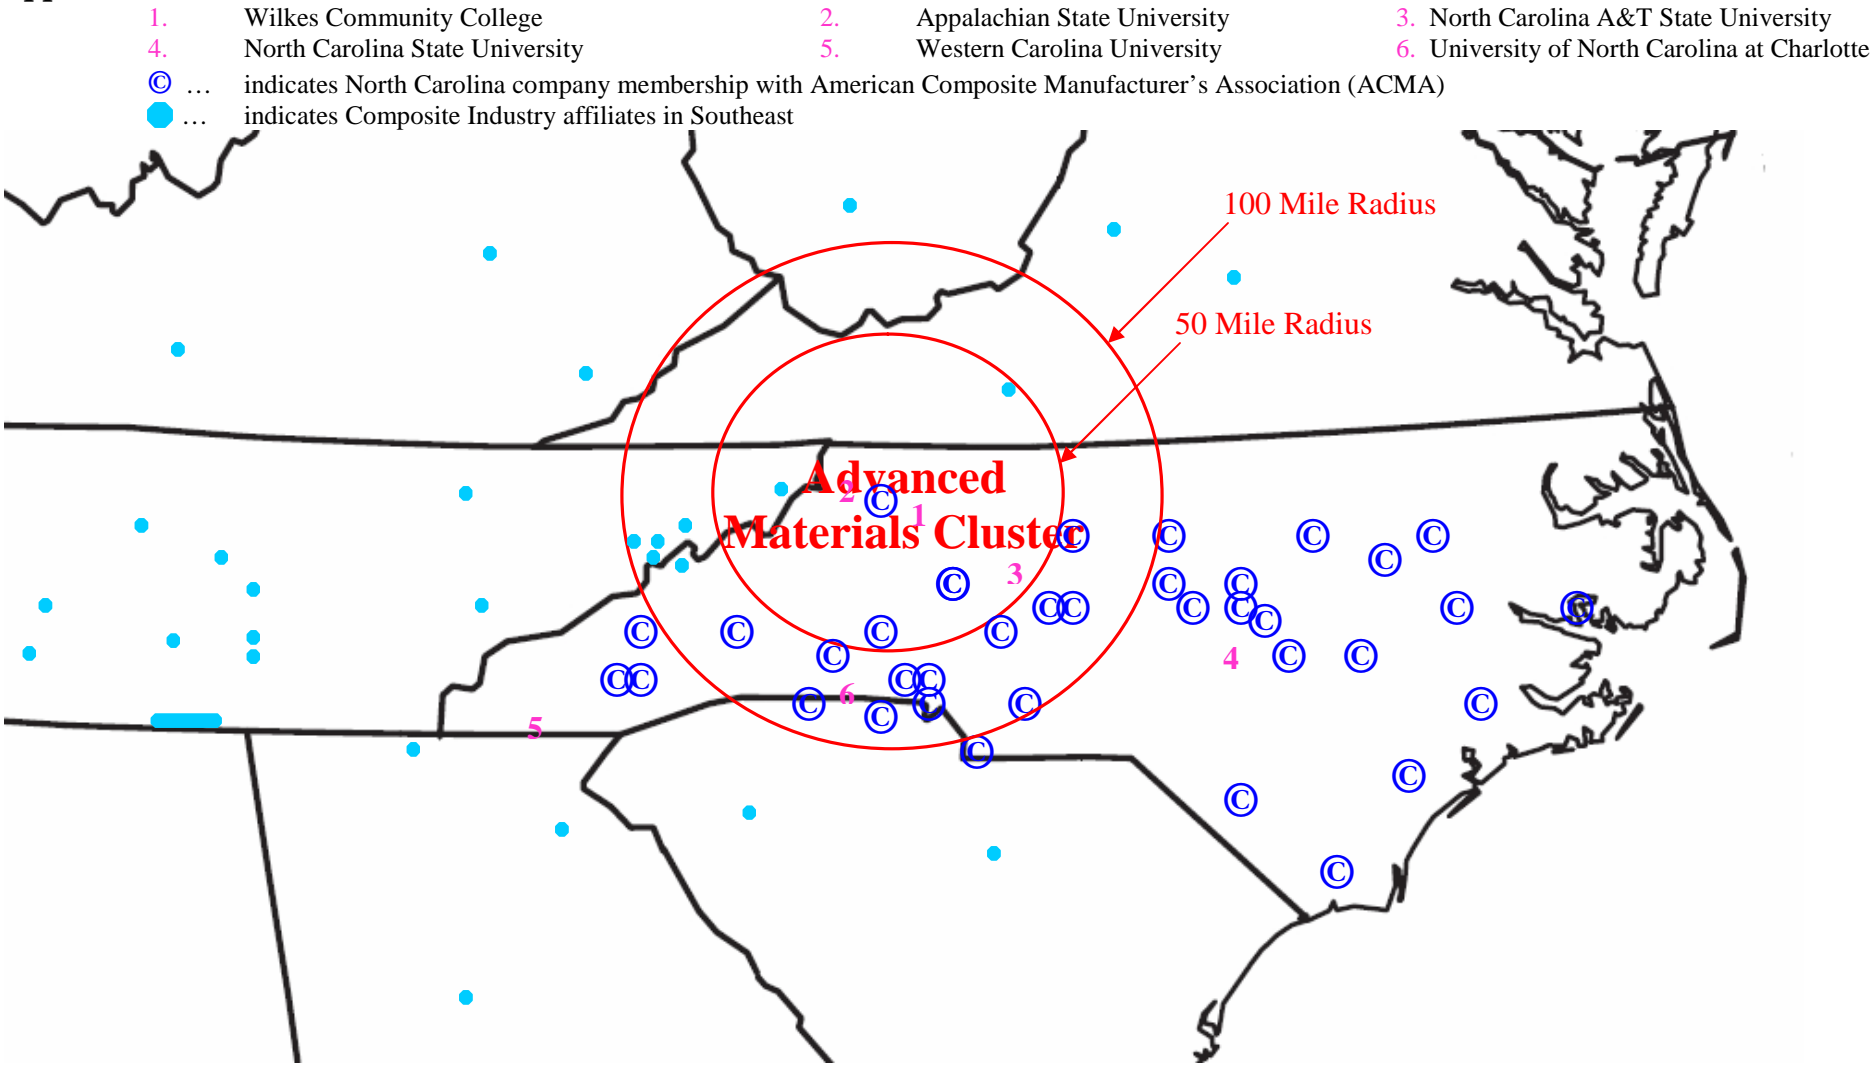 1. Wilkes Community College 2. Appalachian State University 3. North Carolina A&T State University
4. North Carolina State University 5. Western Carolina University 6. University of North Carolina at Charlotte
© … indicates North Carolina company membership with American Composite Manufacturer’s Association (ACMA)
… indicates Composite Industry affiliates in Southeast
100 Mile Radius
50 Mile Radius
Advanced
2 ©
1
Materials Cluster
© © © © ©
3
© © ©
© © © © © ©
©
© © © ©
© © © 4
© © © ©
6
© © © ©
©
5
©
©
©
©